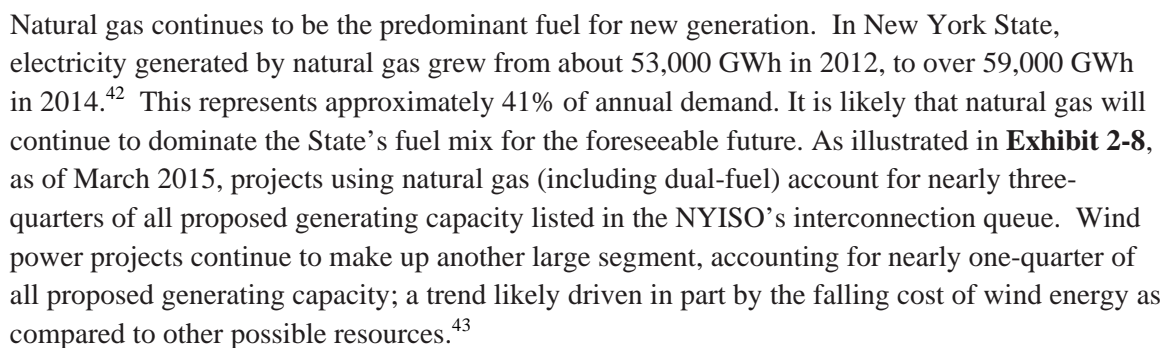 Natural gas continues to be the predominant fuel for new generation.  In New York State,
electricity generated by natural gas grew from about 53,000 GWh in 2012, to over 59,000 GWh
in 2014.42  This represents approximately 41% of annual demand. It is likely that natural gas will
continue to dominate the State's fuel mix for the foreseeable future. As illustrated in Exhibit 2-8,
as of March 2015, projects using natural gas (including dual-fuel) account for nearly three-
quarters of all proposed generating capacity listed in the NYISO's interconnection queue.  Wind
power projects continue to make up another large segment, accounting for nearly one-quarter of
all proposed generating capacity; a trend likely driven in part by the falling cost of wind energy as
compared to other possible resources.43